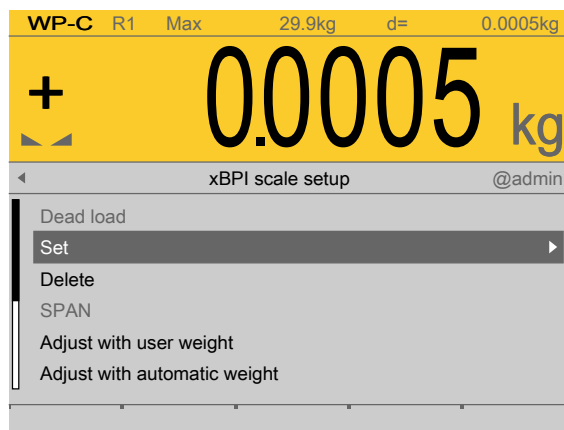 WP-C R1 Max 29.9kg d= 0.0005kg
+ 0.0005 kg
xBPI scale setup @admin
Dead load
Set
Delete
SPAN
Adjust with user weight
Adjust with automatic weight